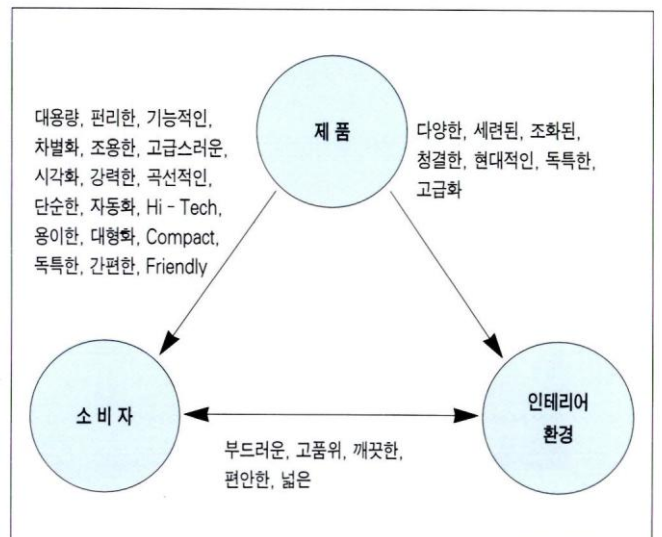 제 품
대용량, 편리한, 기능적인,
차별화, 조용한, 고급스러운,
시각화, 강력한, 곡선적인,
단순한, 자동화, Hi - Tech,
용이한, 대형화, Compact,
독특한, 간편한, Friendly
다양한, 세련된, 조화된,
청결한, 현대적인, 독특한,
고급화
소 비 자
인테리어
환경
부드러운, 고품위, 깨끗한,
편안한, 넓은